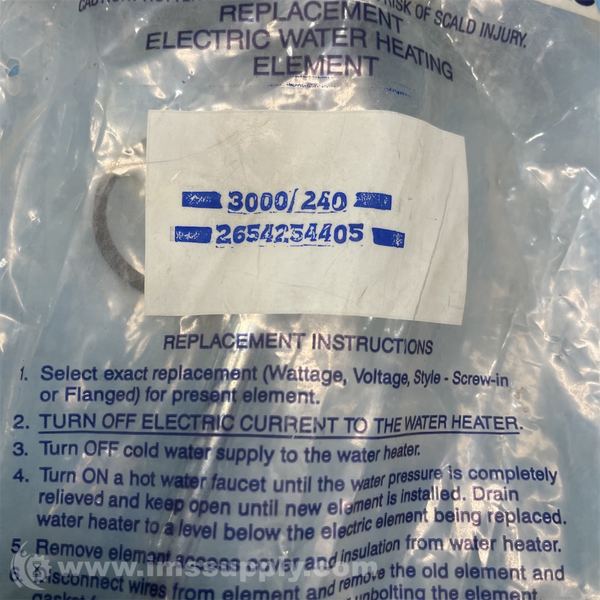 RISK OF SCALD INJURY.
REPLACEMENT
ELECTRIC WATER HEATING
ELEMENT
3000/240
2654254405
REPLACEMENT INSTRUCTIONS
1. Select exact replacement (Wattage, Voltage, Style - Screw-in
or Flanged) for present element.
2. TURN OFF ELECTRIC CURRENT TO THE WATER HEATER.
3. Turn OFF cold water supply to the water heater.
4. Turn ON a hot water faucet until the water pressure is completely
relieved and keep open until new element is installed. Drain
water heater to a level below the electric element being replaced.
5. Remove element access cover and insulation from water heater.
www.imssupply.com
6. Disconnect wires from element and remove the old element and
unbolting the element